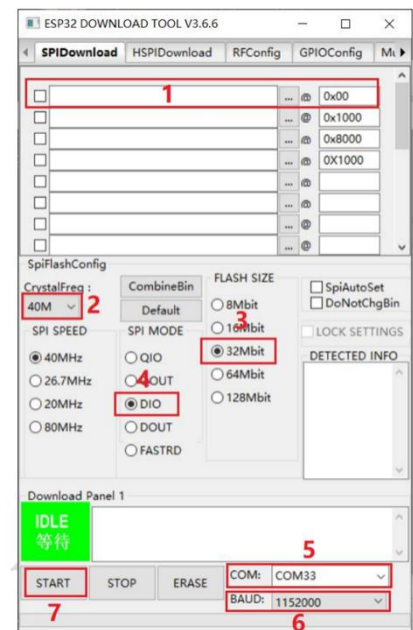 ESP32 DOWNLOAD TOOL V3.6.6
SPIDownload HSPIDownload RFConfig GPIOConfig
1 ... @ 0x00
... @ 0x1000
... @ 0x8000
... @ 0X1000
... @
... @
... @
... @
SpiFlashConfig
CrystalFreq : CombineBin FLASH SIZE
40M 2 Default 8Mbit SpiAutoSet
DoNotChgBin
SPI SPEED SPI MODE 16Mbit 3 LOCK SETTINGS
40MHz QIO 32Mbit DETECTED INFO
26.7MHz 4 64Mbit
20MHz DIO 128Mbit
80MHz DOUT
FASTRD
Download Panel 1
IDLE
等待
5
START STOP ERASE COM: COM33
BAUD: 1152000
7 6